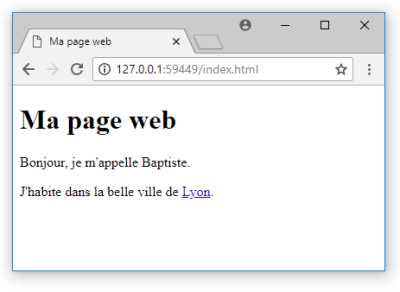 Ma page web
127.0.0.1:59449/index.html
Ma page web
Bonjour, je m'appelle Baptiste.
J'habite dans la belle ville de Lyon.